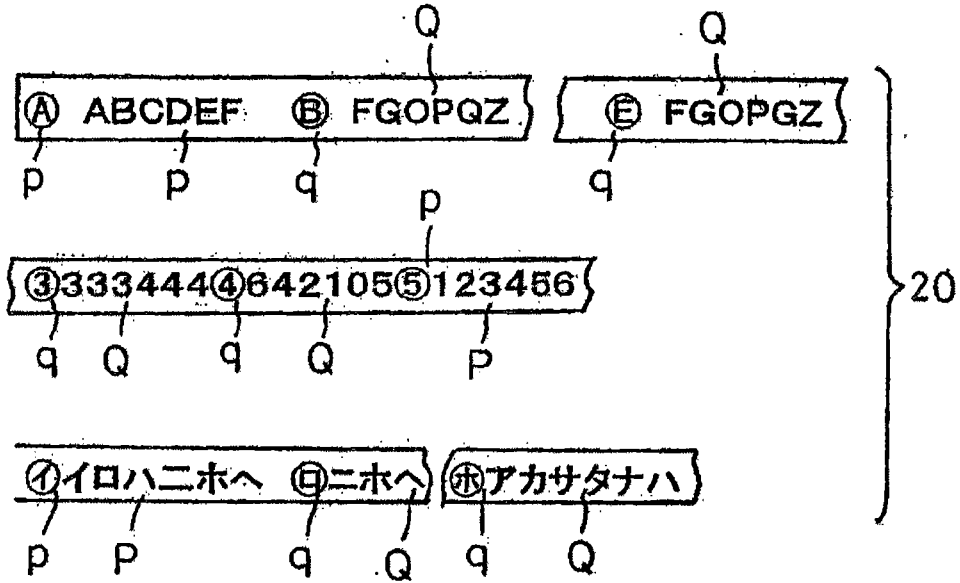 Q Q
Ⓐ ABCDEF Ⓑ FGOPQZ Ⓔ FGOPGZ
p p q q
p
③333444④642105⑤123456
q Q q Q P
20
㋑イロハニホヘ ㋺ニホヘ ㋭アカサタナハ
p P q Q q Q